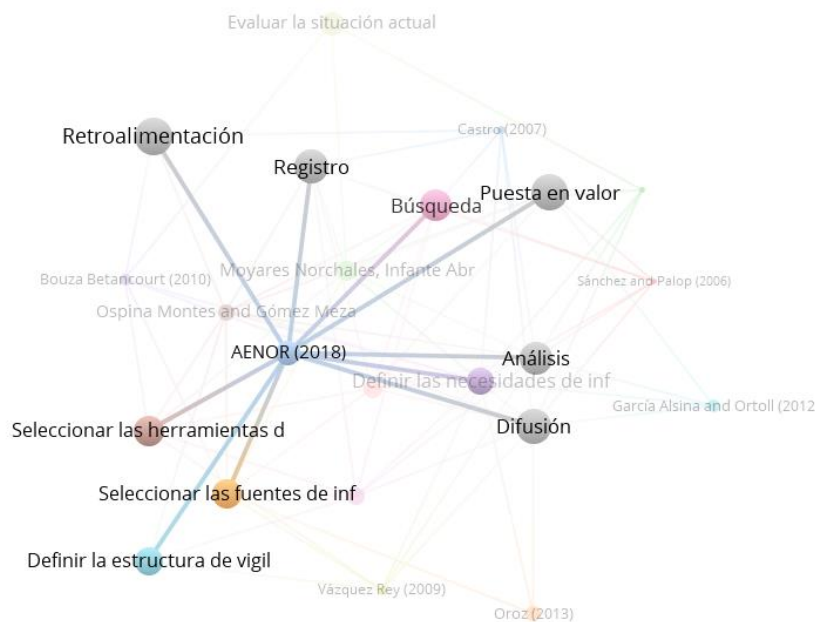 Evaluar la situación actual
Castro (2007)
Retroalimentación
Registro
Puesta en valor
Búsqueda
Moyares Norchales, Infante Abr
Bouza Betancourt (2010)
Sánchez and Palop (2006)
Ospina Montes and Gómez Meza
AENOR (2018)
Análisis
Definir las necesidades de inf
García Alsina and Ortoll (2012
Difusión
Seleccionar las herramientas d
Seleccionar las fuentes de inf
Definir la estructura de vigil
Vázquez Rey (2009)
Oroz (2013)